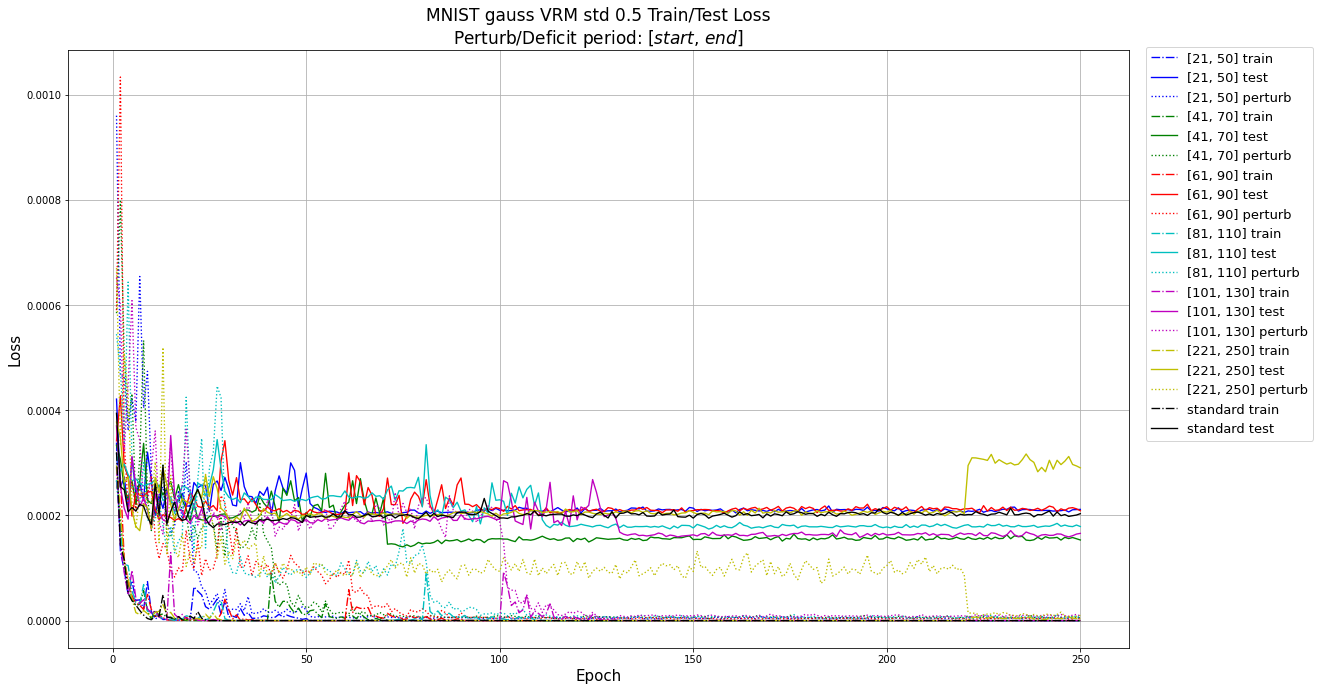 MNIST gauss VRM std 0.5 Train/Test Loss
Perturb/Deficit period: [start, end]
Loss
0.0010
0.0008
0.0006
0.0004
0.0002
0.0000
0
50
100
150
200
250
Epoch
[21, 50] train
[21, 50] test
[21, 50] perturb
[41, 70] train
[41, 70] test
[41, 70] perturb
[61, 90] train
[61, 90] test
[61, 90] perturb
[81, 110] train
[81, 110] test
[81, 110] perturb
[101, 130] train
[101, 130] test
[101, 130] perturb
[221, 250] train
[221, 250] test
[221, 250] perturb
standard train
standard test